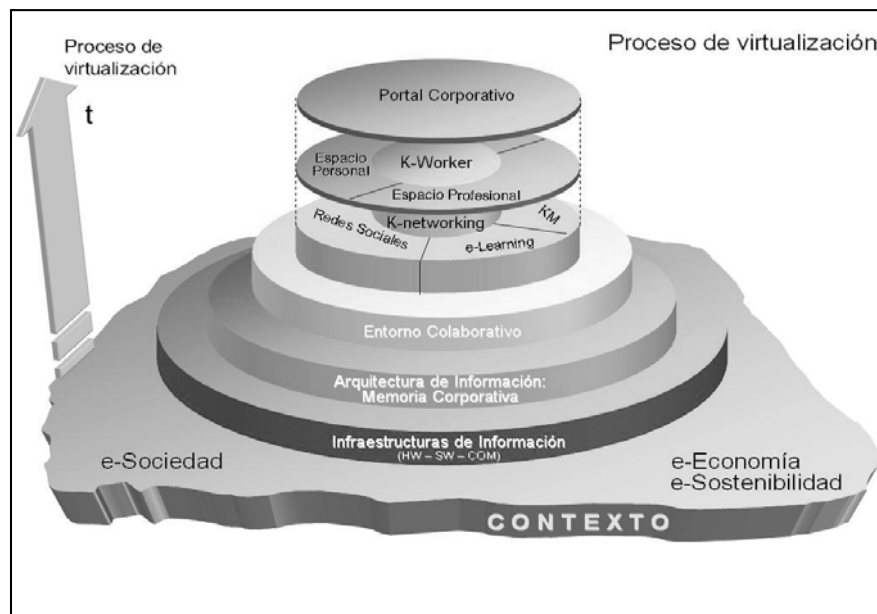 Proceso de
virtualización
t
Proceso de virtualización
Portal Corporativo
Espacio
Personal
K-Worker
Espacio Profesional
Redes Sociales
K-networking
KM
e-Learning
Entorno Colaborativo
Arquitectura de Información:
Memoria Corporativa
Infraestructuras de Información
(HW – SW – COM)
e-Sociedad
e-Economía
e-Sostenibilidad
CONTEXTO